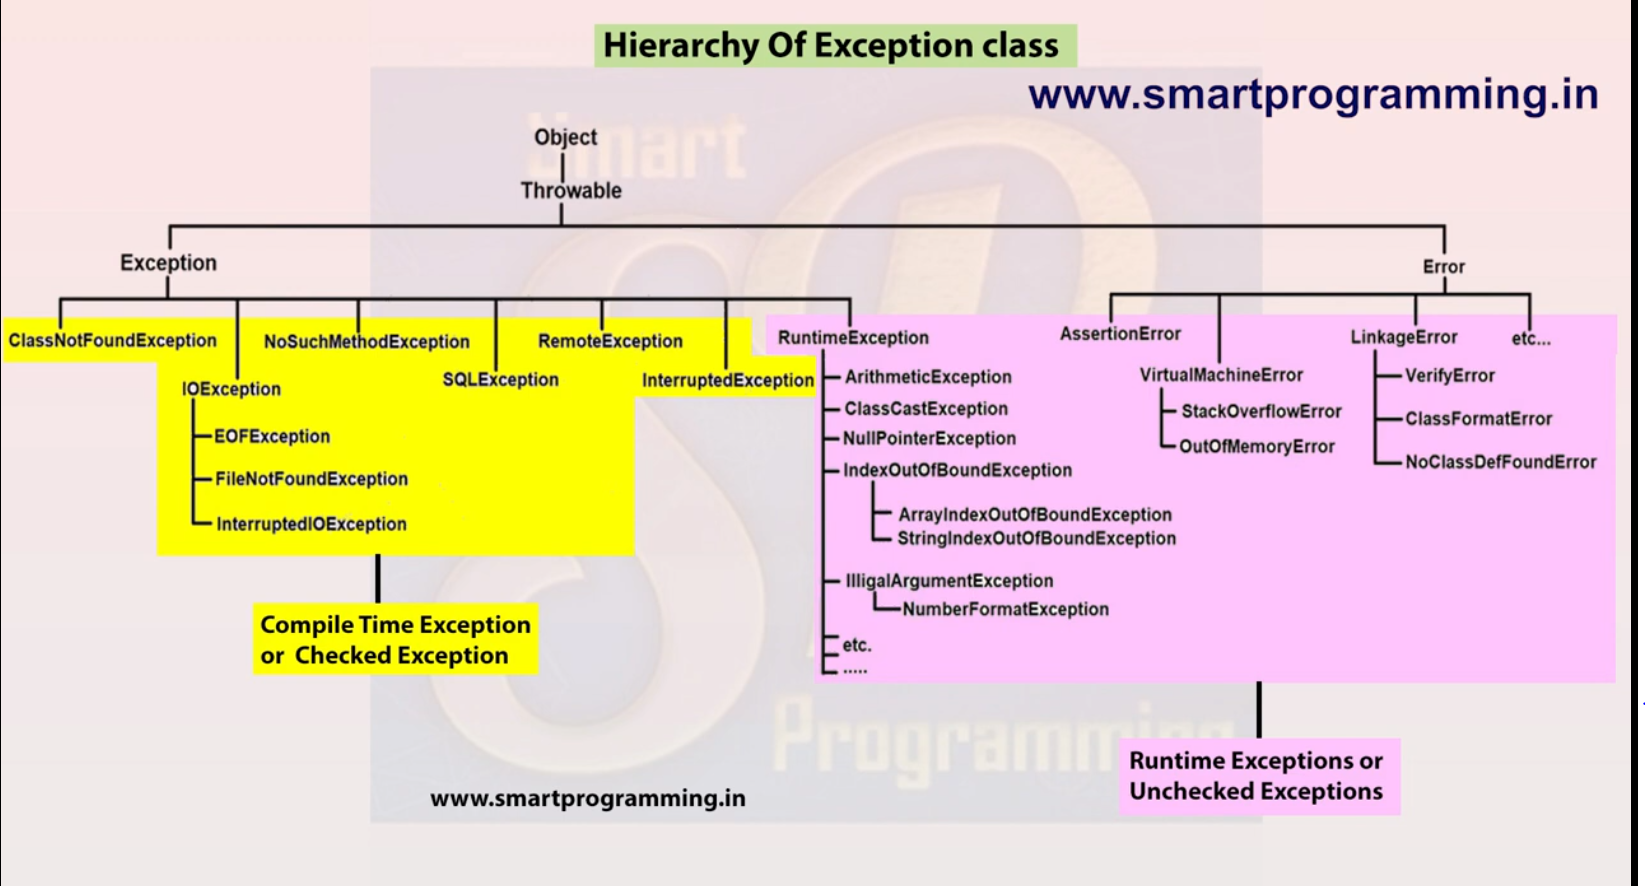 Hierarchy Of Exception class
www.smartprogramming.in
Smart
Object
Throwable
Exception
Error
ClassNotFoundException
NoSuchMethodException
RemoteException
RuntimeException
AssertionError
LinkageError
etc...
IOException
SQLException
InterruptedException
ArithmeticException
VirtualMachineError
VerifyError
ClassCastException
StackOverflowError
ClassFormatError
EOFException
NullPointerException
OutOfMemoryError
NoClassDefFoundError
FileNotFoundException
IndexOutOfBoundException
InterruptedIOException
ArrayIndexOutOfBoundException
StringIndexOutOfBoundException
IlligalArgumentException
NumberFormatException
etc.
.....
Compile Time Exception
or Checked Exception
Programming
Runtime Exceptions or
Unchecked Exceptions
www.smartprogramming.in